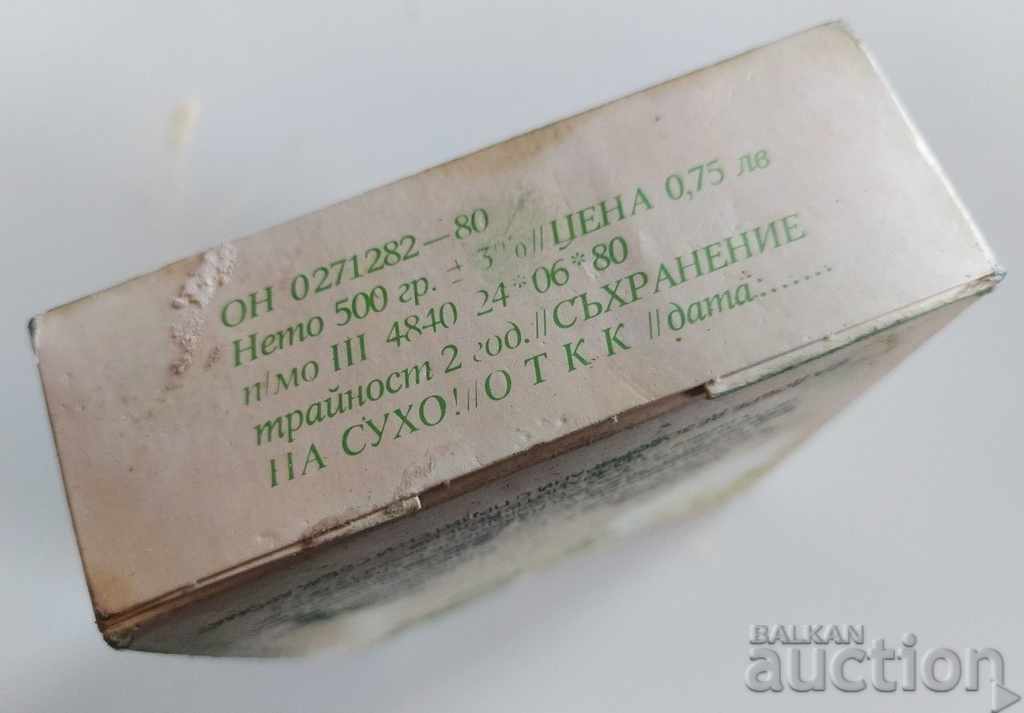 ОН 0271282—80
Нето 500 гр. ± 3%//ЦЕНА 0,75 лв
п/мо III 4840 24*06*80
трайност 2 год.//СЪХРАНЕНИЕ
НА СУХО!//О Т К К //дата........
BALKAN
auction